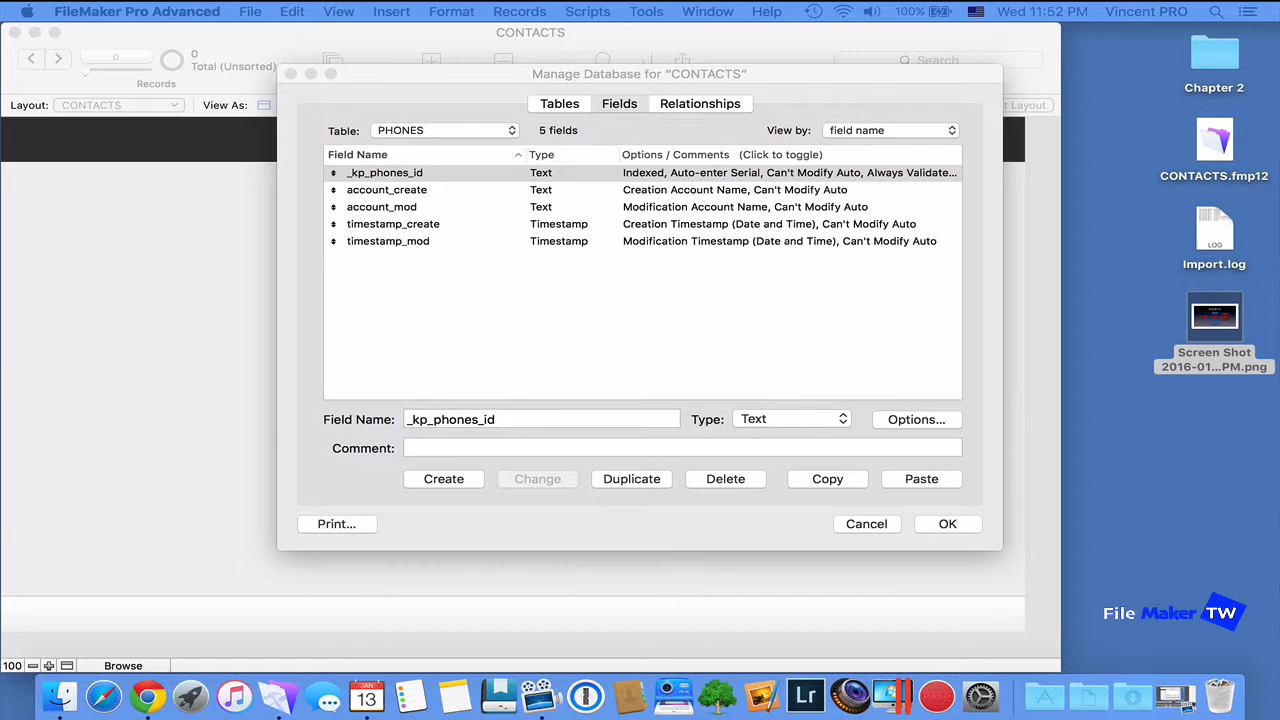 FileMaker Pro Advanced File Edit View Insert Format Records Scripts Tools Window Help 100% Wed 11:52 PM Vincent PRO
CONTACTS
0
0
Total (Unsorted)
Records
Search
Layout: CONTACTS View As: Layout
Manage Database for "CONTACTS"
Tables Fields Relationships
Table: PHONES 5 fields View by: field name
Field Name Type Options / Comments (Click to toggle)
_kp_phones_id Text Indexed, Auto-enter Serial, Can't Modify Auto, Always Validate...
account_create Text Creation Account Name, Can't Modify Auto
account_mod Text Modification Account Name, Can't Modify Auto
timestamp_create Timestamp Creation Timestamp (Date and Time), Can't Modify Auto
timestamp_mod Timestamp Modification Timestamp (Date and Time), Can't Modify Auto
Field Name: _kp_phones_id Type: Text Options...
Comment:
Create Change Duplicate Delete Copy Paste
Print... Cancel OK
Chapter 2
CONTACTS.fmp12
LOG
Import.log
Screen Shot
2016-01...PM.png
File Maker TW
100 Browse
JAN
13
Lr